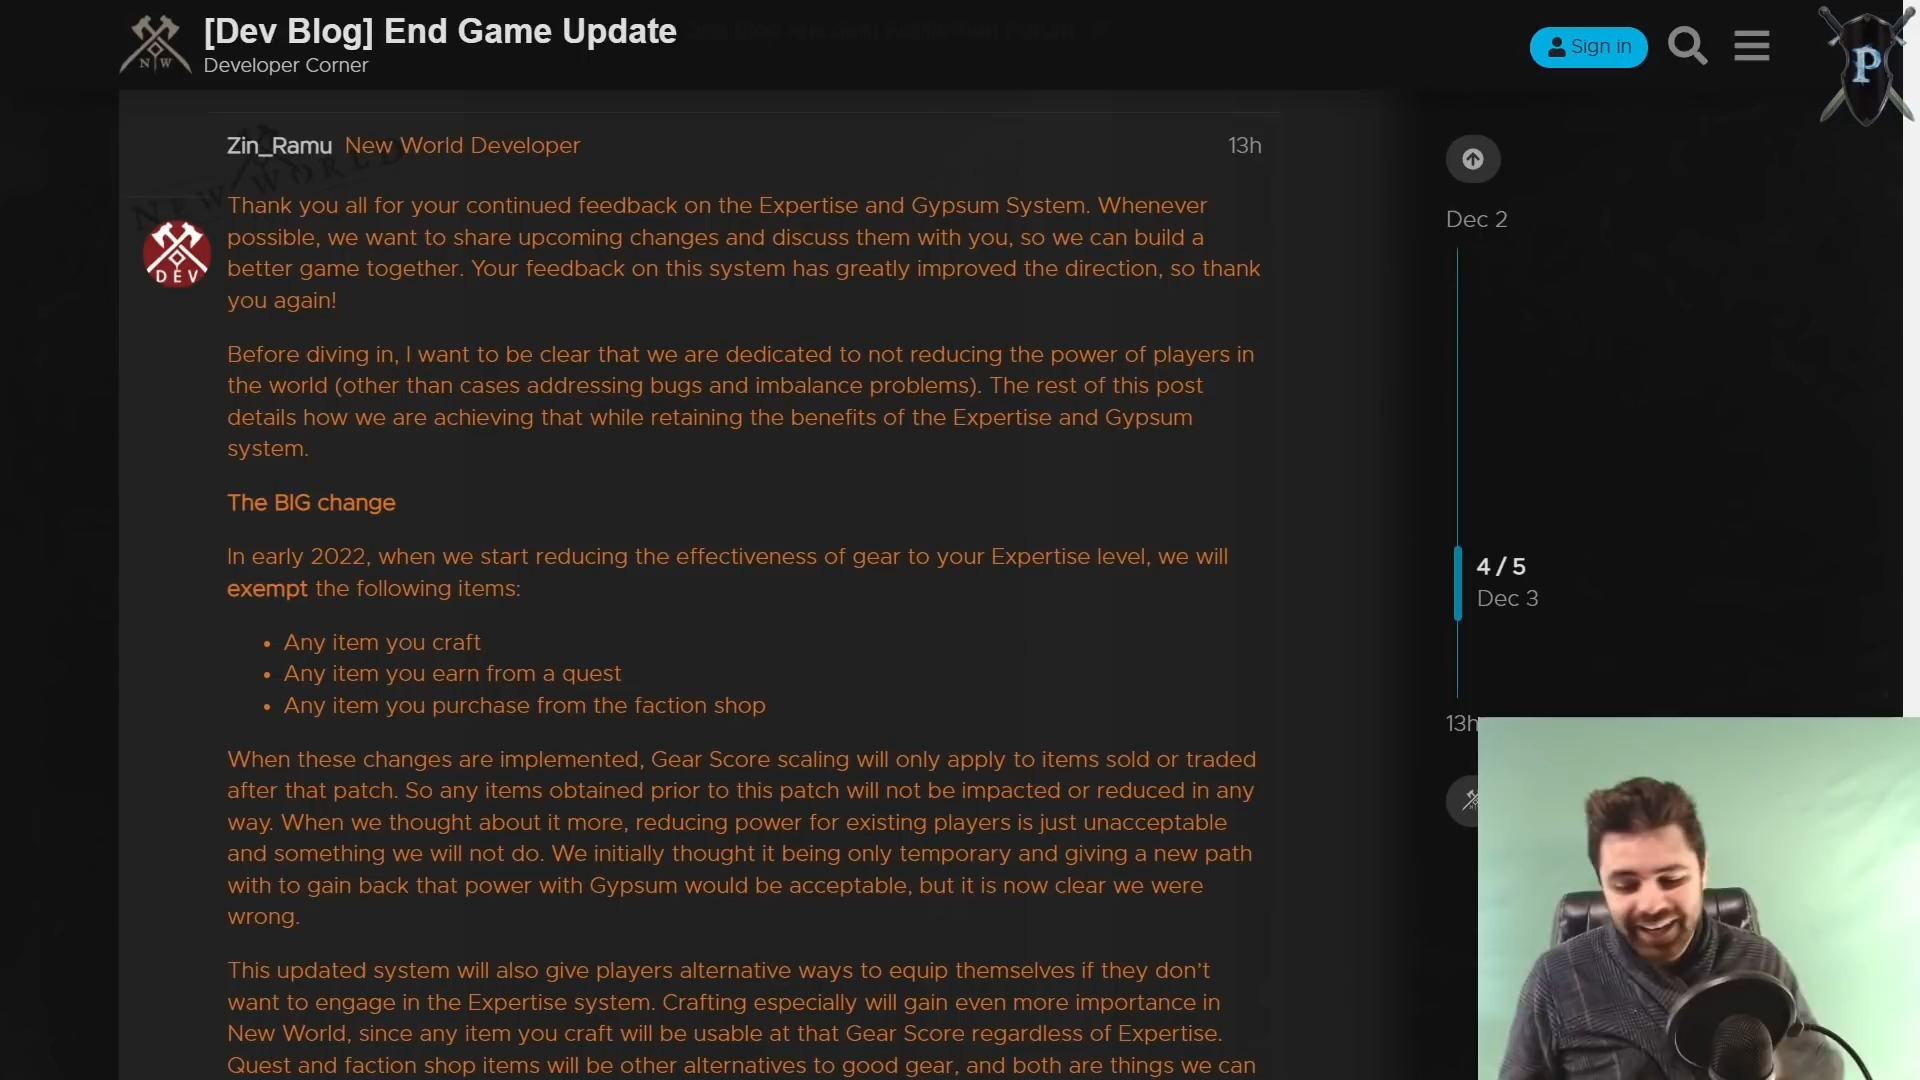 [Dev Blog] End Game Update
Developer Corner
Sign in
P
N W
Zin_Ramu New World Developer
13h
NEW WORLD
DEV
Thank you all for your continued feedback on the Expertise and Gypsum System. Whenever
possible, we want to share upcoming changes and discuss them with you, so we can build a
better game together. Your feedback on this system has greatly improved the direction, so thank
you again!
Before diving in, I want to be clear that we are dedicated to not reducing the power of players in
the world (other than cases addressing bugs and imbalance problems). The rest of this post
details how we are achieving that while retaining the benefits of the Expertise and Gypsum
system.
The BIG change
In early 2022, when we start reducing the effectiveness of gear to your Expertise level, we will
exempt the following items:
• Any item you craft
• Any item you earn from a quest
• Any item you purchase from the faction shop
When these changes are implemented, Gear Score scaling will only apply to items sold or traded
after that patch. So any items obtained prior to this patch will not be impacted or reduced in any
way. When we thought about it more, reducing power for existing players is just unacceptable
and something we will not do. We initially thought it being only temporary and giving a new path
with to gain back that power with Gypsum would be acceptable, but it is now clear we were
wrong.
This updated system will also give players alternative ways to equip themselves if they don’t
want to engage in the Expertise system. Crafting especially will gain even more importance in
New World, since any item you craft will be usable at that Gear Score regardless of Expertise.
Quest and faction shop items will be other alternatives to good gear, and both are things we can
Dec 2
4 / 5
Dec 3
13h